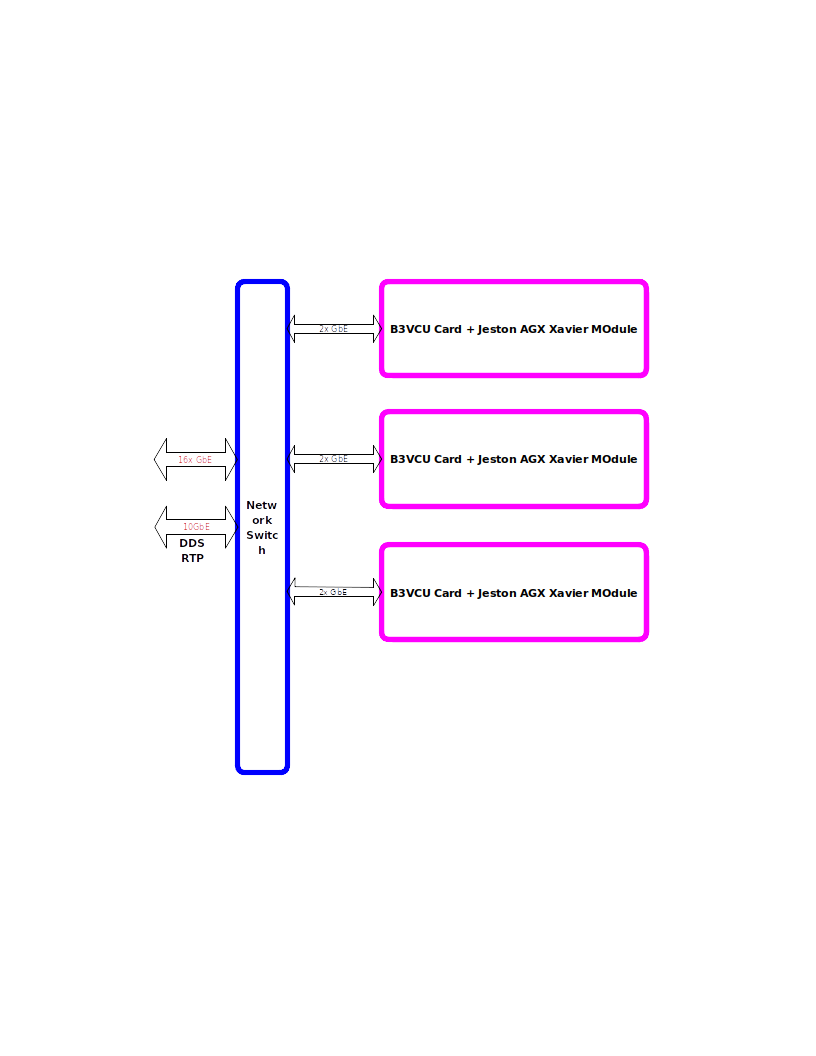 2x GbE
B3VCU Card + Jeston AGX Xavier MOdule
16x GbE
2x GbE
B3VCU Card + Jeston AGX Xavier MOdule
10GbE
DDS
RTP
Netw
ork
Switc
h
2x GbE
B3VCU Card + Jeston AGX Xavier MOdule